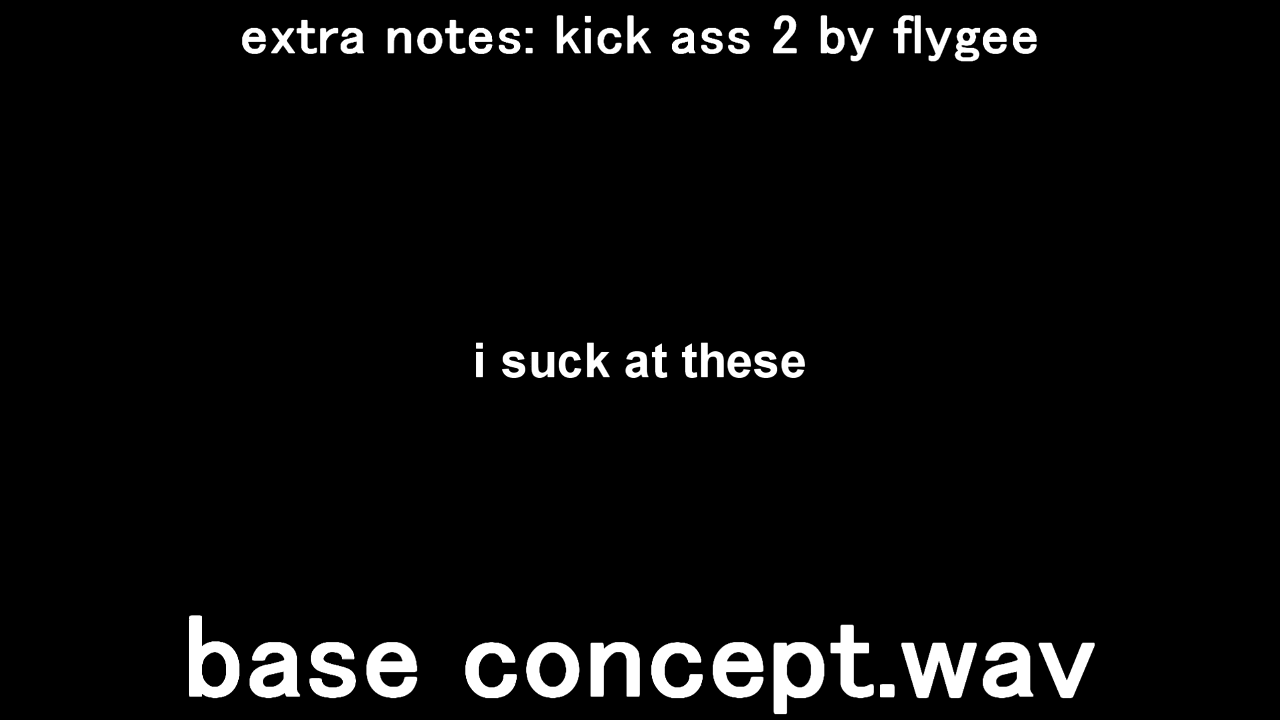 extra notes: kick ass 2 by flygee
i suck at these
base concept.wav